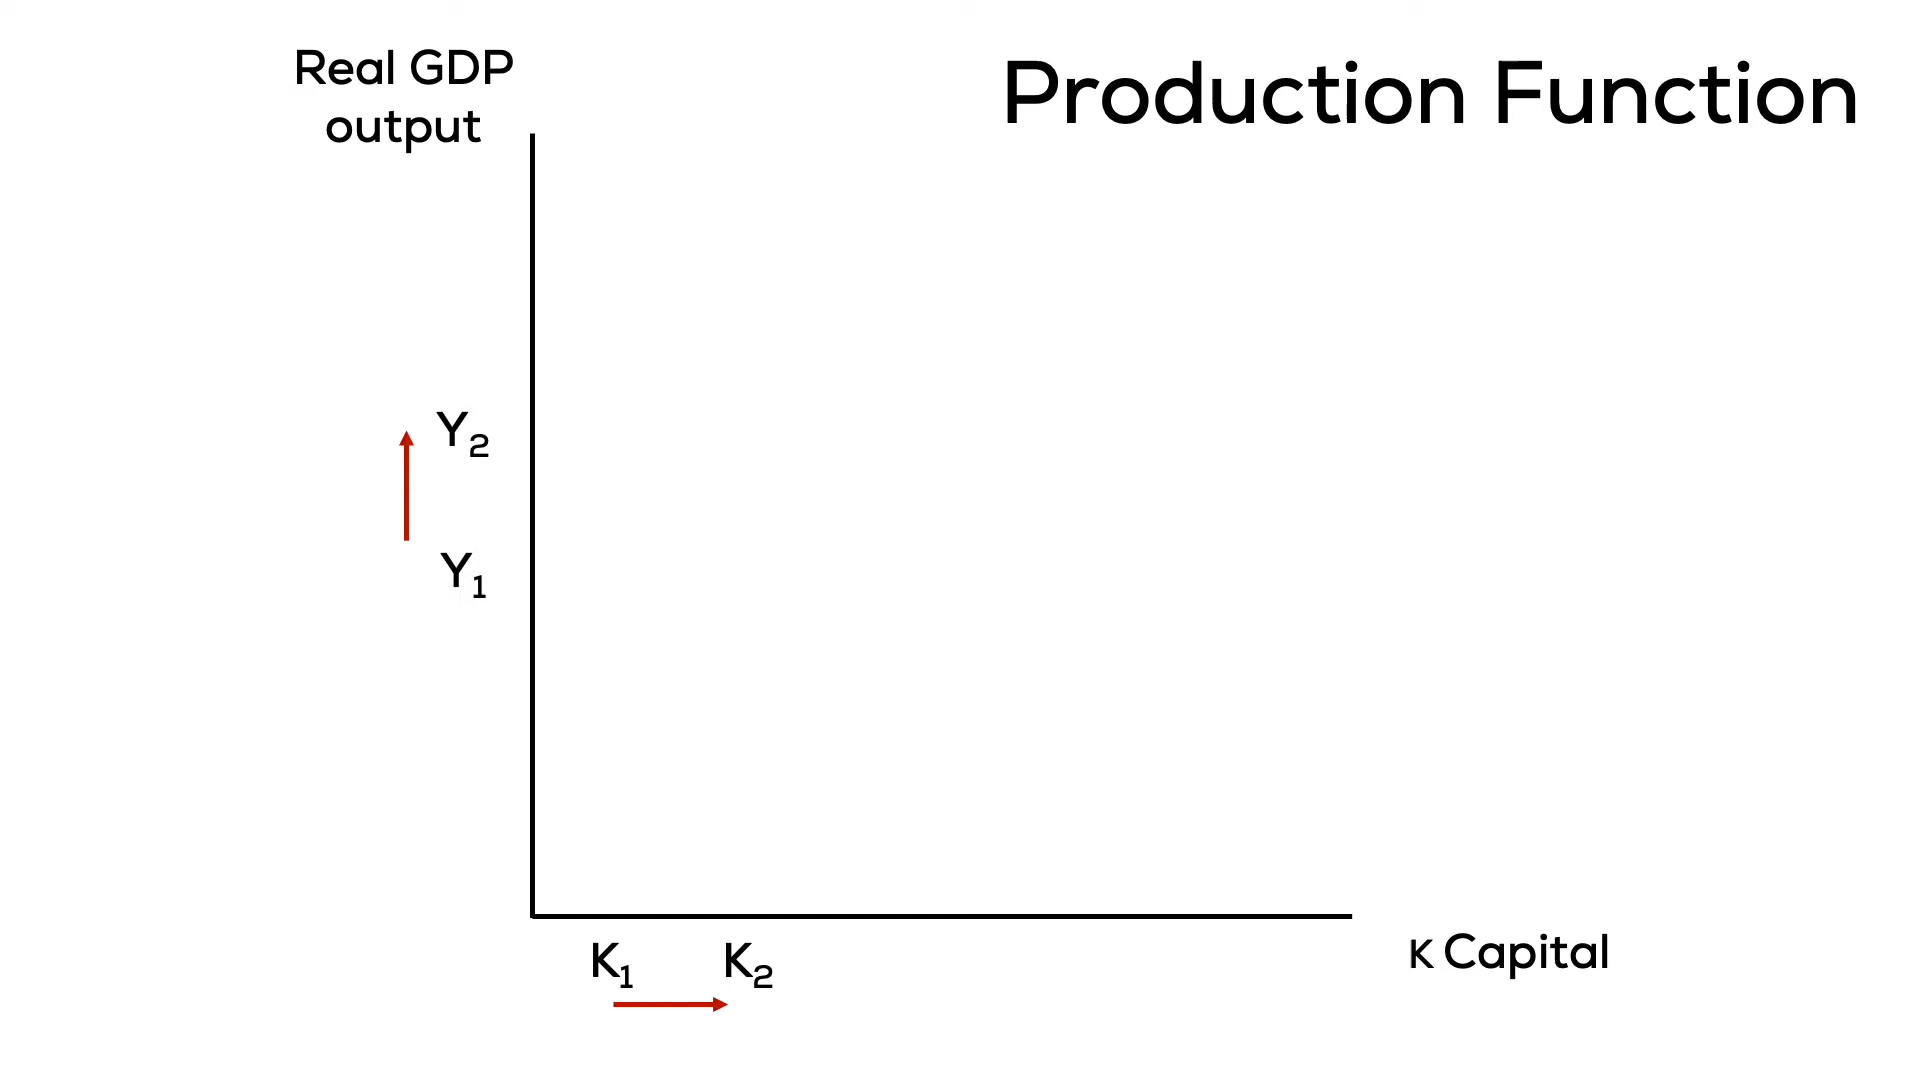 Production Function
Real GDP
output
Y₂
Y₁
K₁ K₂
K Capital